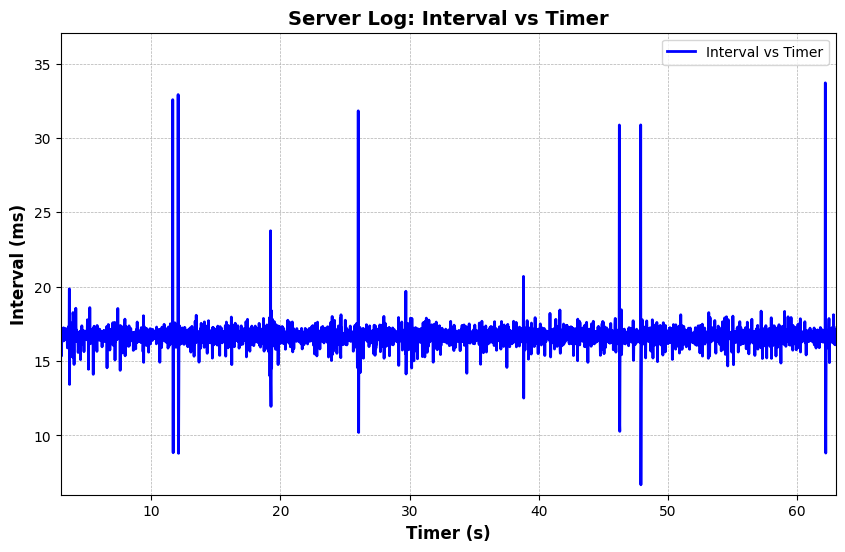 Server Log: Interval vs Timer
Interval vs Timer
35
30
25
20
15
10
Interval (ms)
10 20 30 40 50 60
Timer (s)